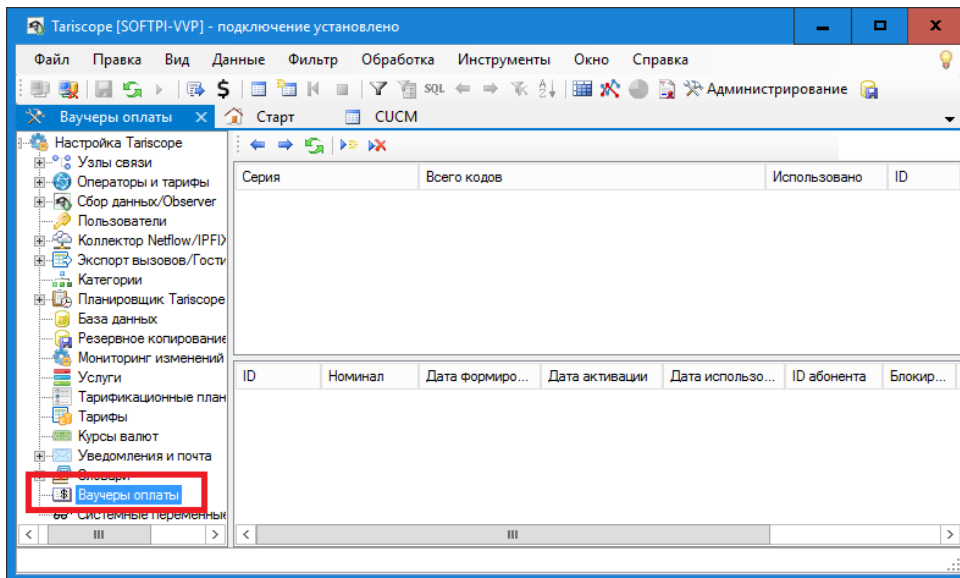 Tariscope [SOFTPI-VVP] - подключение установлено
Файл Правка Вид Данные Фильтр Обработка Инструменты Окно Справка
SQL Администрирование
Ваучеры оплаты Старт CUCM
Настройка Tariscope
Узлы связи
Операторы и тарифы
Сбор данных/Observer
Пользователи
Коллектор Netflow/IPFIX
Экспорт вызовов/Гости
Категории
Планировщик Tariscope
База данных
Резервное копирование
Мониторинг изменений
Услуги
Тарификационные план
Тарифы
Курсы валют
Уведомления и почта
Словари
Ваучеры оплаты
Системные переменные
Серия Всего кодов Использовано ID
ID Номинал Дата формиро... Дата активации Дата использо... ID абонента Блокир...